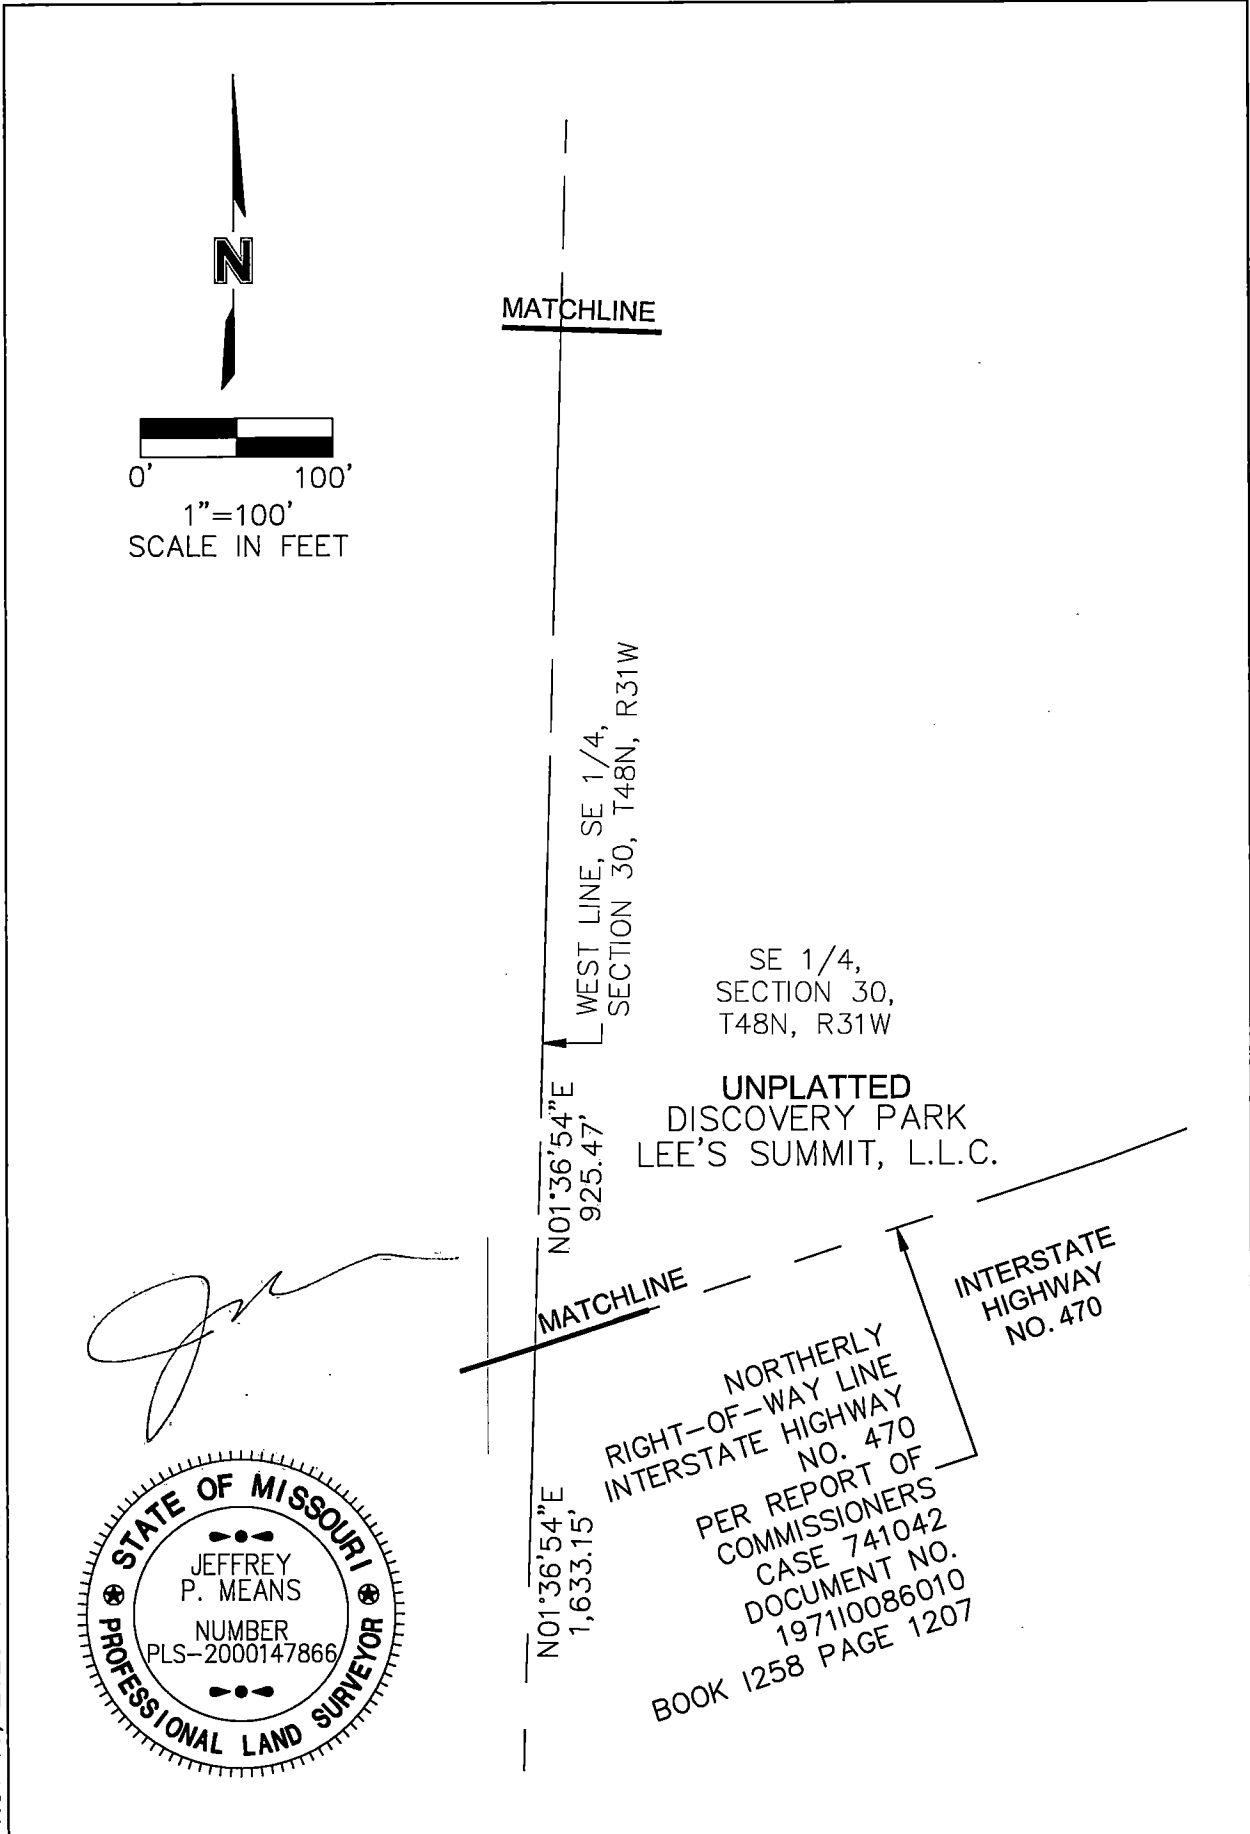 N
MATCHLINE
0' 100'
1"=100'
SCALE IN FEET
WEST LINE, SE 1/4,
SECTION 30, T48N, R31W
SE 1/4,
SECTION 30,
T48N, R31W
UNPLATTED
DISCOVERY PARK
LEE'S SUMMIT, L.L.C.
N01°36'54"E
925.47'
MATCHLINE
INTERSTATE
HIGHWAY
NO. 470
NORTHERLY
RIGHT-OF-WAY LINE
INTERSTATE HIGHWAY
NO. 470
PER REPORT OF
COMMISSIONERS
CASE 741042
DOCUMENT NO.
1971I0086010
BOOK I258 PAGE 1207
N01°36'54"E
1,633.15'
STATE OF MISSOURI
JEFFREY
P. MEANS
NUMBER
PLS-2000147866
PROFESSIONAL LAND SURVEYOR